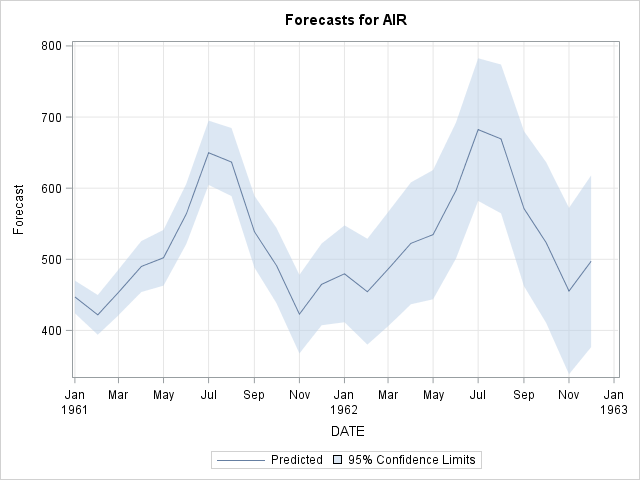 Forecasts for AIR
800
700
600
500
400
Forecast
Jan Mar May Jul Sep Nov Jan Mar May Jul Sep Nov Jan
1961 1962 1963
DATE
Predicted 95% Confidence Limits